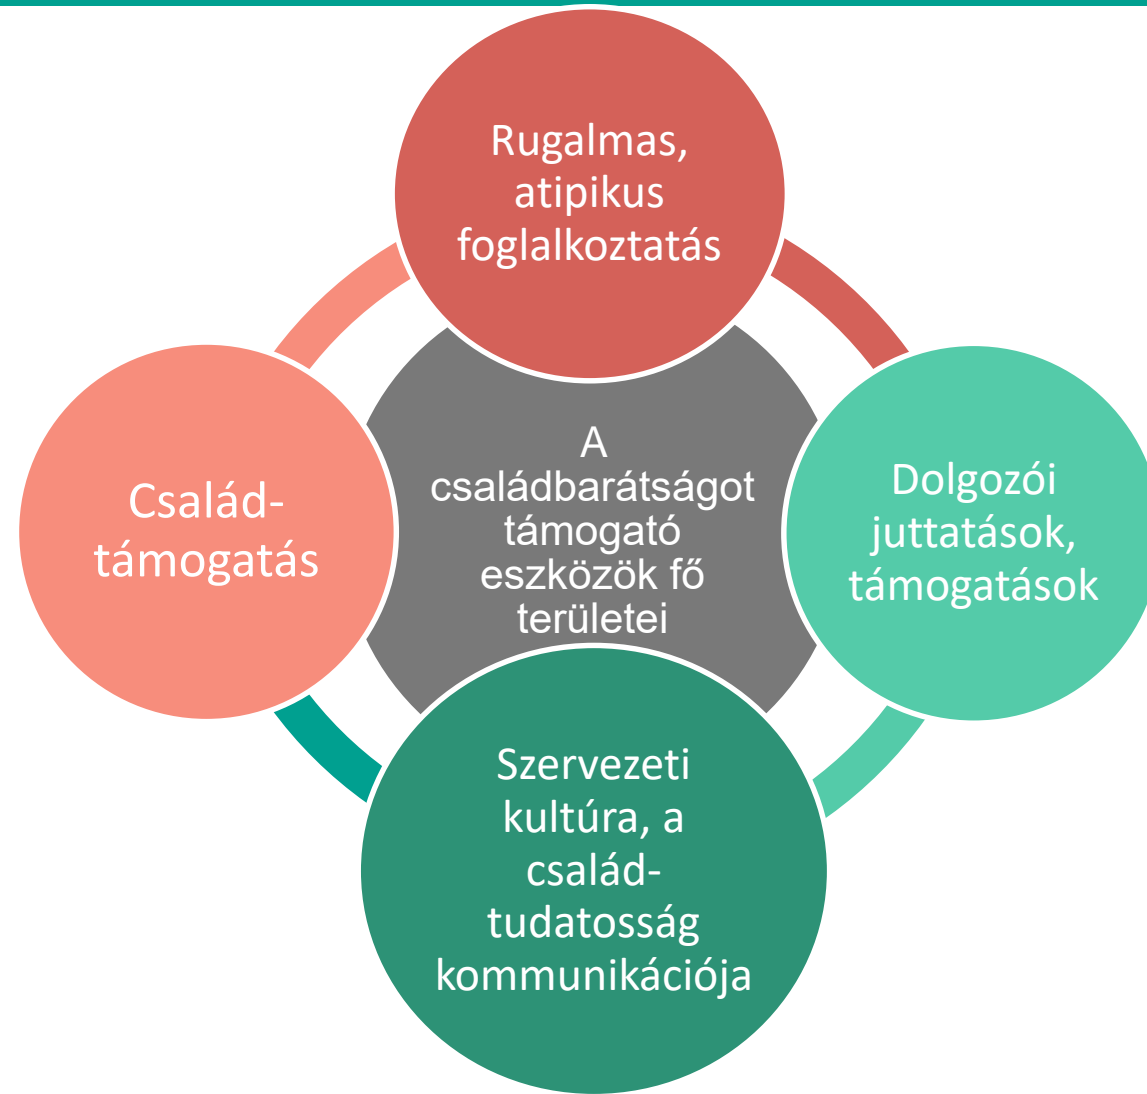 Rugalmas,
atipikus
foglalkoztatás
A
családbarátságot
támogató
eszközök fő
területei
Dolgozói
juttatások,
támogatások
Szervezeti
kultúra, a
család-
tudatosság
kommunikációja
Család-
támogatás